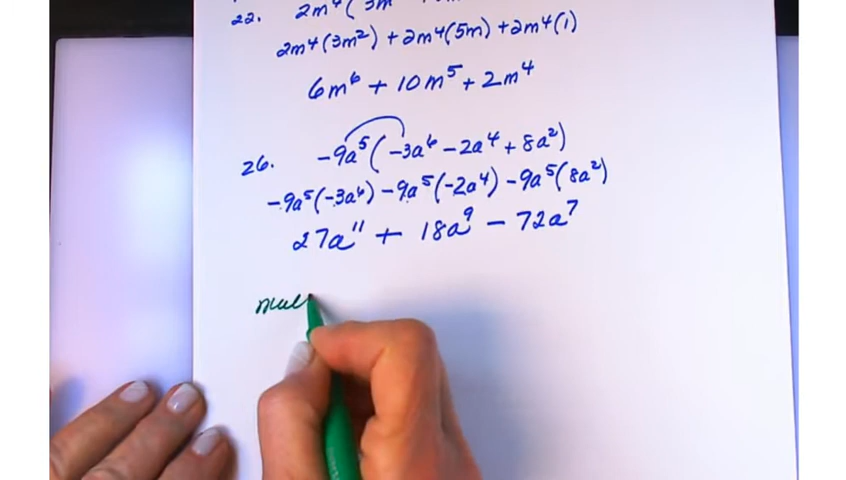 22. 2m⁴(3m
2m⁴(3m²) + 2m⁴(5m) + 2m⁴(1)
6m⁶ + 10m⁵ + 2m⁴
26. -9a⁵(-3a⁶ - 2a⁴ + 8a²)
-9a⁵(-3a⁶) - 9a⁵(-2a⁴) - 9a⁵(8a²)
27a¹¹ + 18a⁹ - 72a⁷